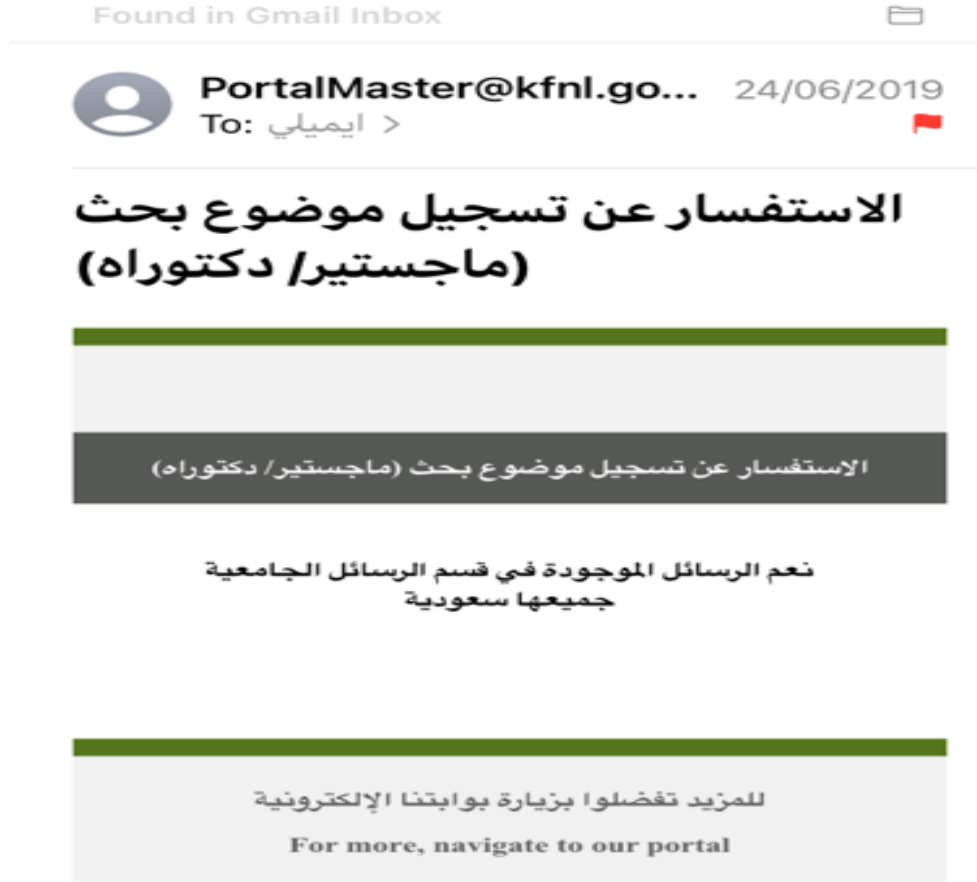 Found in Gmail Inbox
PortalMaster@kfnl.go... 24/06/2019
To: ايميلي >
الاستفسار عن تسجيل موضوع بحث
(ماجستير/ دكتوراه)
الاستفسار عن تسجيل موضوع بحث (ماجستير/ دكتوراه)
نعم الرسائل الموجودة في قسم الرسائل الجامعية
جميعها سعودية
للمزيد تفضلوا بزيارة بوابتنا الإلكترونية
For more, navigate to our portal